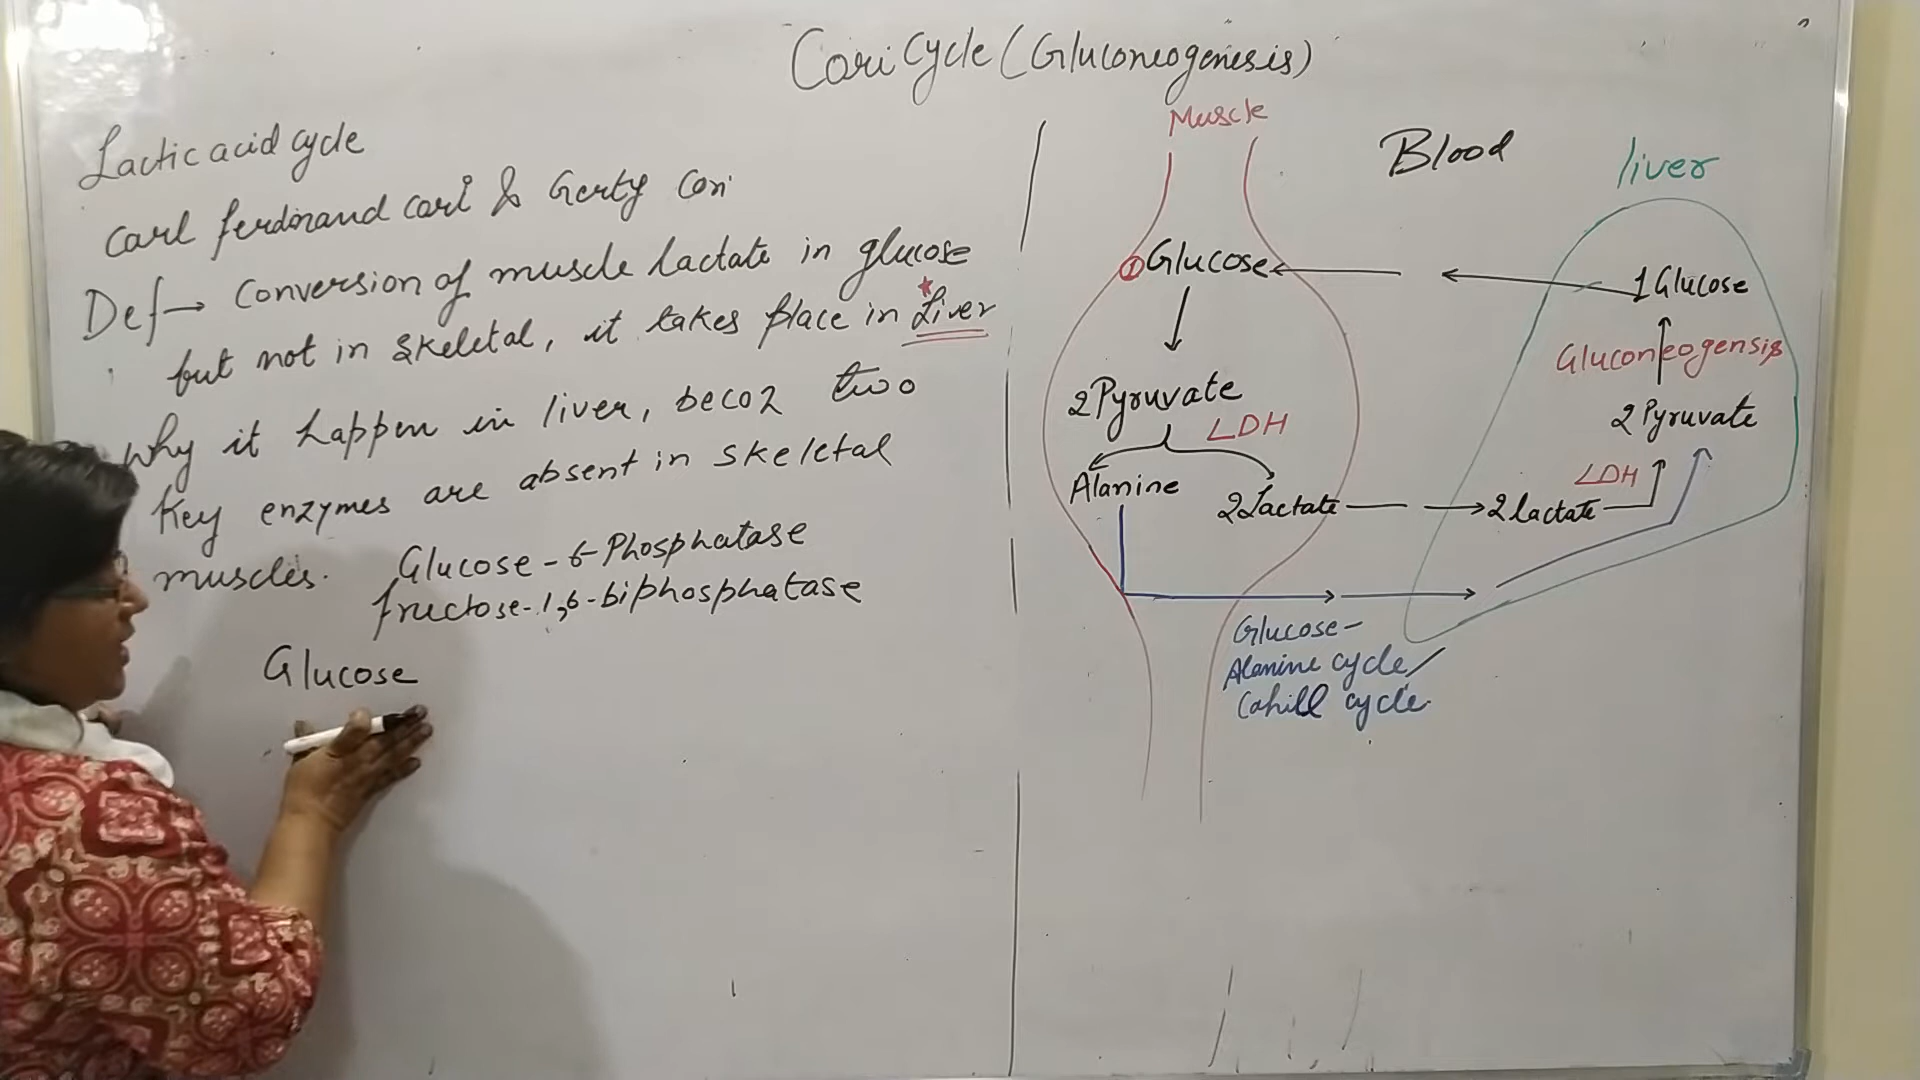 Cori Cycle (Gluconeogenesis)
Lactic acid cycle
Carl ferdinand cori & Gerty Cori
Def → Conversion of muscle lactate in glucose
but not in skeletal, it takes place in *Liver
Why it happen in liver, becoz two
Key enzymes are absent in skeletal
muscles.
Glucose-6-Phosphatase
fructose-1,6-biphosphatase
Glucose
Muscle
Blood
liver
1 Glucose
1 Glucose
Gluconeogensis
2 Pyruvate
LDH
2 Pyruvate
LDH
Alanine
2 Lactate
2 lactate
Glucose-
Alanine cycle/
Cahill cycle